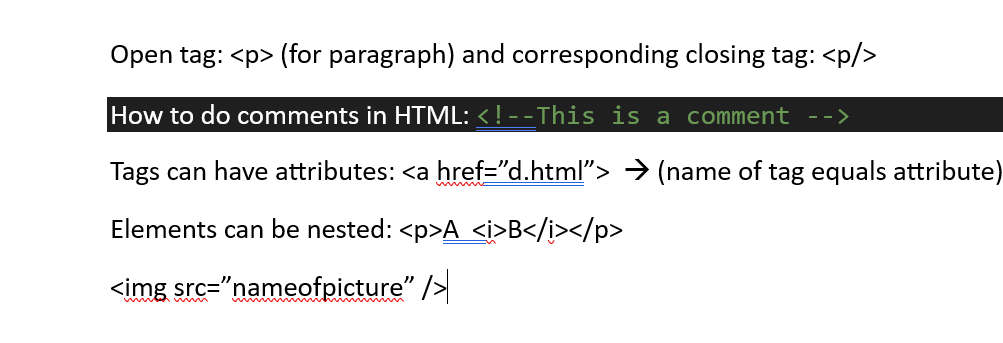 Open tag: <p> (for paragraph) and corresponding closing tag: <p/>
How to do comments in HTML: <!--This is a comment -->
Tags can have attributes: <a href=”d.html”> → (name of tag equals attribute)
Elements can be nested: <p>A <i>B</i></p>
<img src=”nameofpicture” />